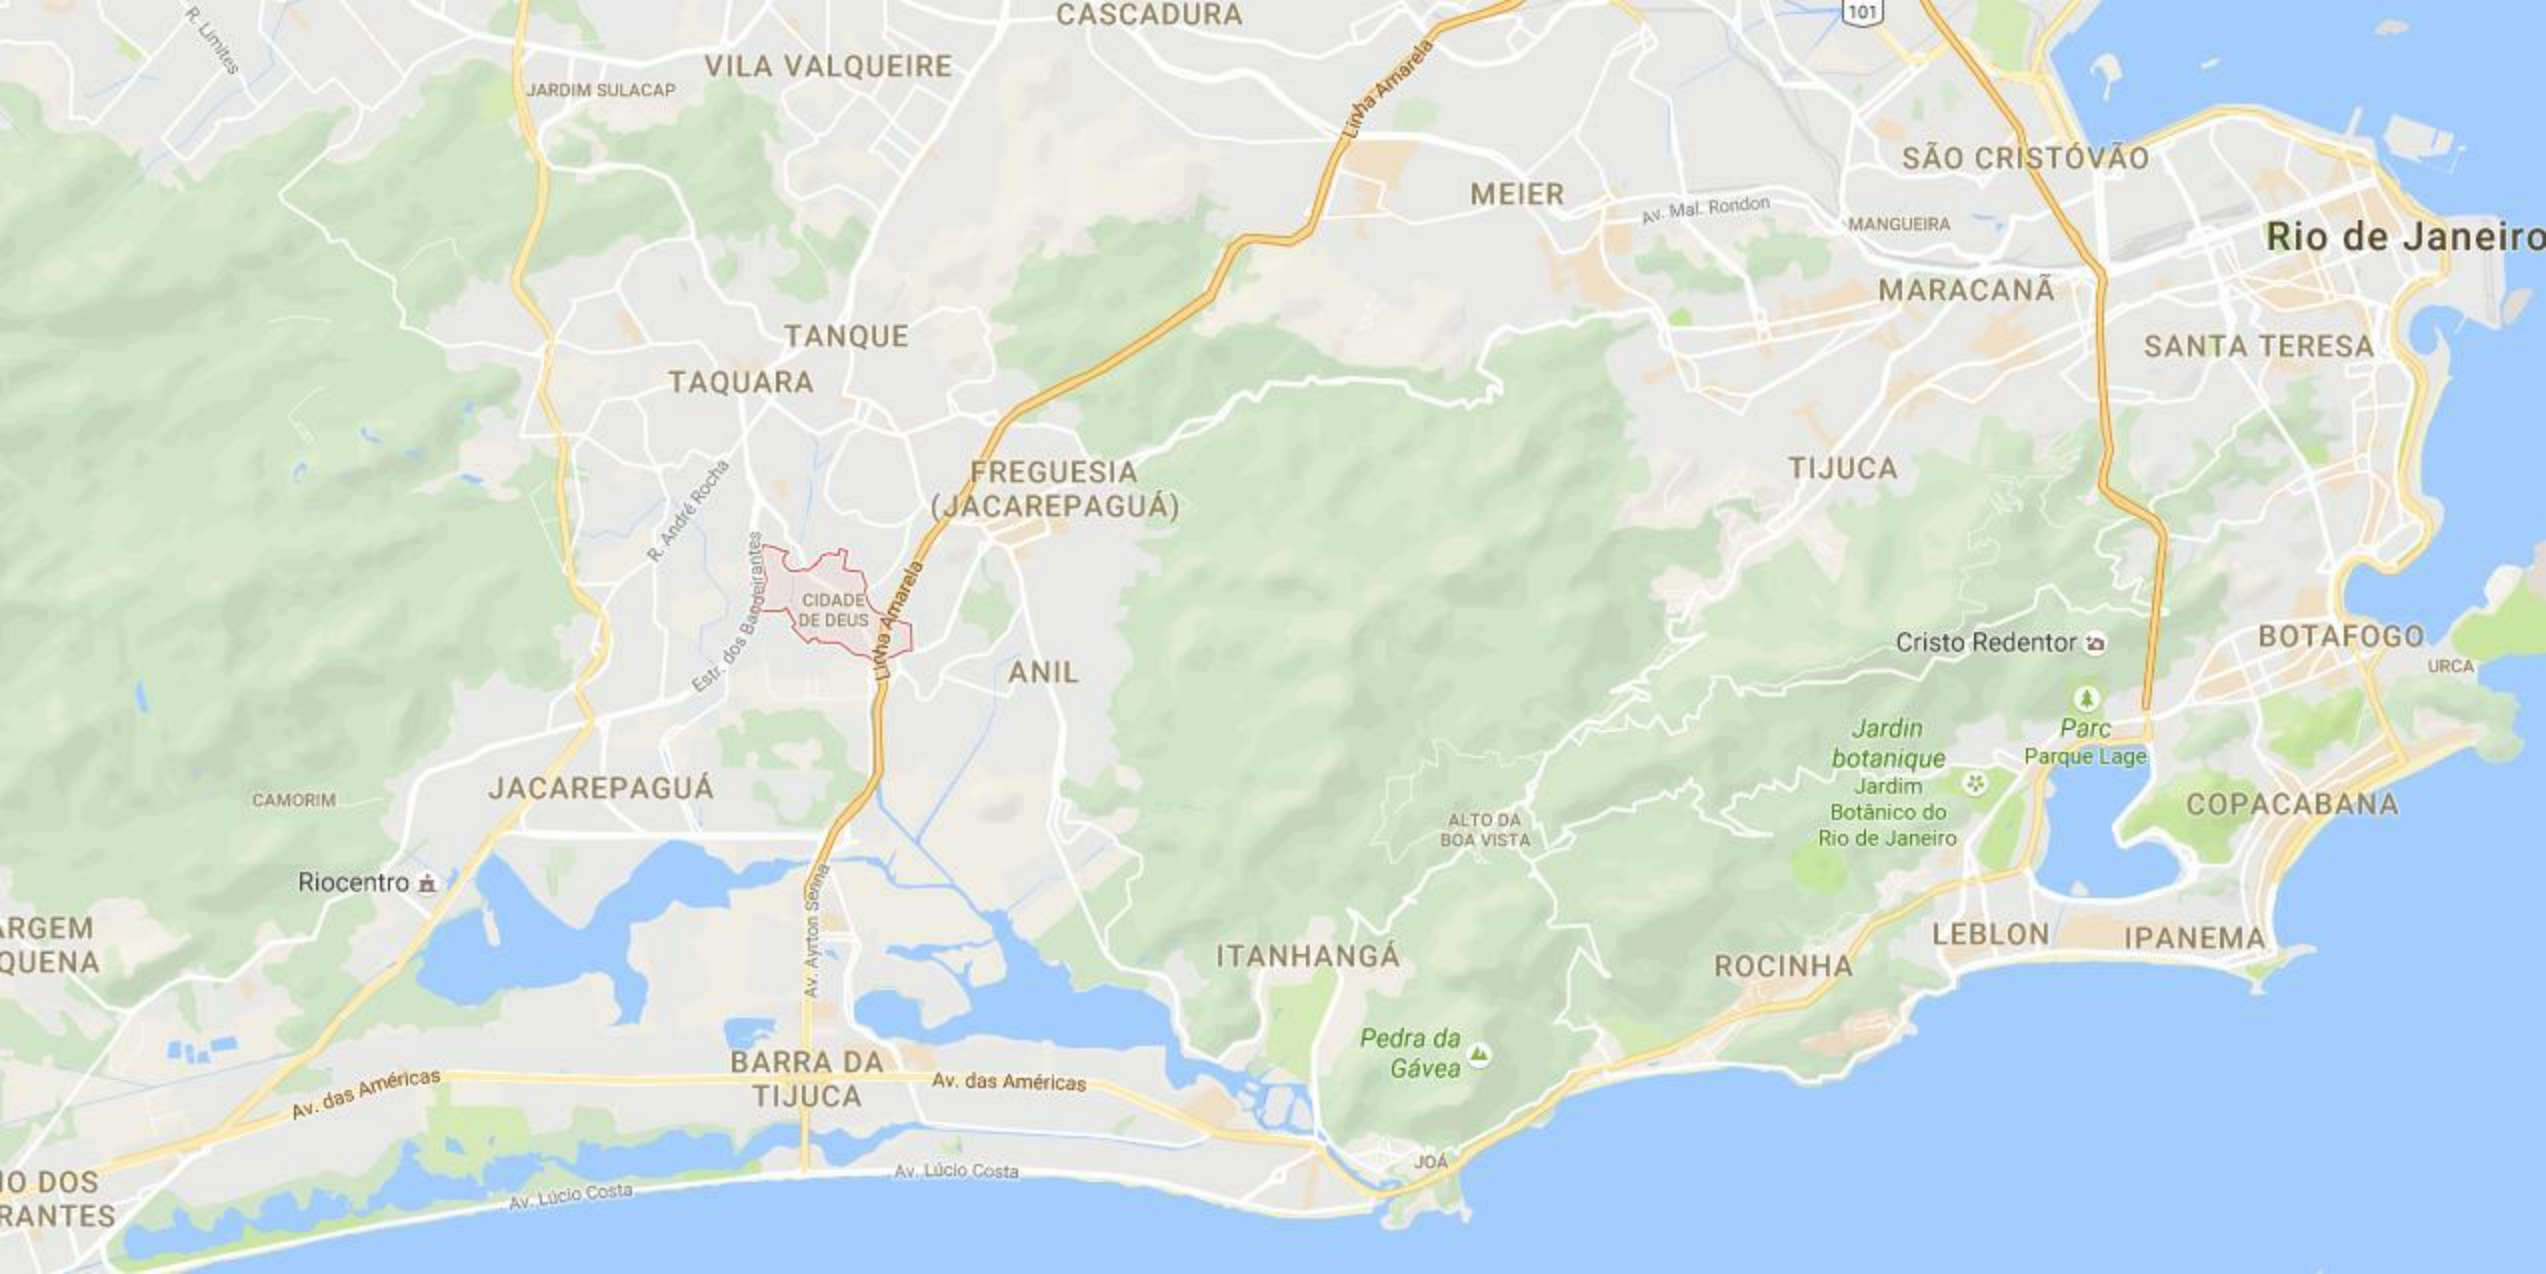 CASCADURA
101
R. Limites
VILA VALQUEIRE
JARDIM SULACAP
Linha Amarela
SÃO CRISTÓVÃO
MEIER
Av. Mal. Rondon
MANGUEIRA
Rio de Janeiro
MARACANÃ
TANQUE
SANTA TERESA
TAQUARA
FREGUESIA
(JACAREPAGUÁ)
TIJUCA
R. André Rocha
Estr. dos Bandeirantes
CIDADE
DE DEUS
Linha Amarela
Cristo Redentor
BOTAFOGO
URCA
ANIL
Jardin
botanique
Jardim
Botânico do
Rio de Janeiro
Parc
Parque Lage
JACAREPAGUÁ
CAMORIM
COPACABANA
ALTO DA
BOA VISTA
Riocentro
Av. Ayrton Senna
ARGEM
QUENA
ITANHANGÁ
ROCINHA
LEBLON
IPANEMA
Pedra da
Gávea
BARRA DA
TIJUCA
Av. das Américas
Av. das Américas
JOÁ
Av. Lúcio Costa
Av. Lúcio Costa
IO DOS
RANTES